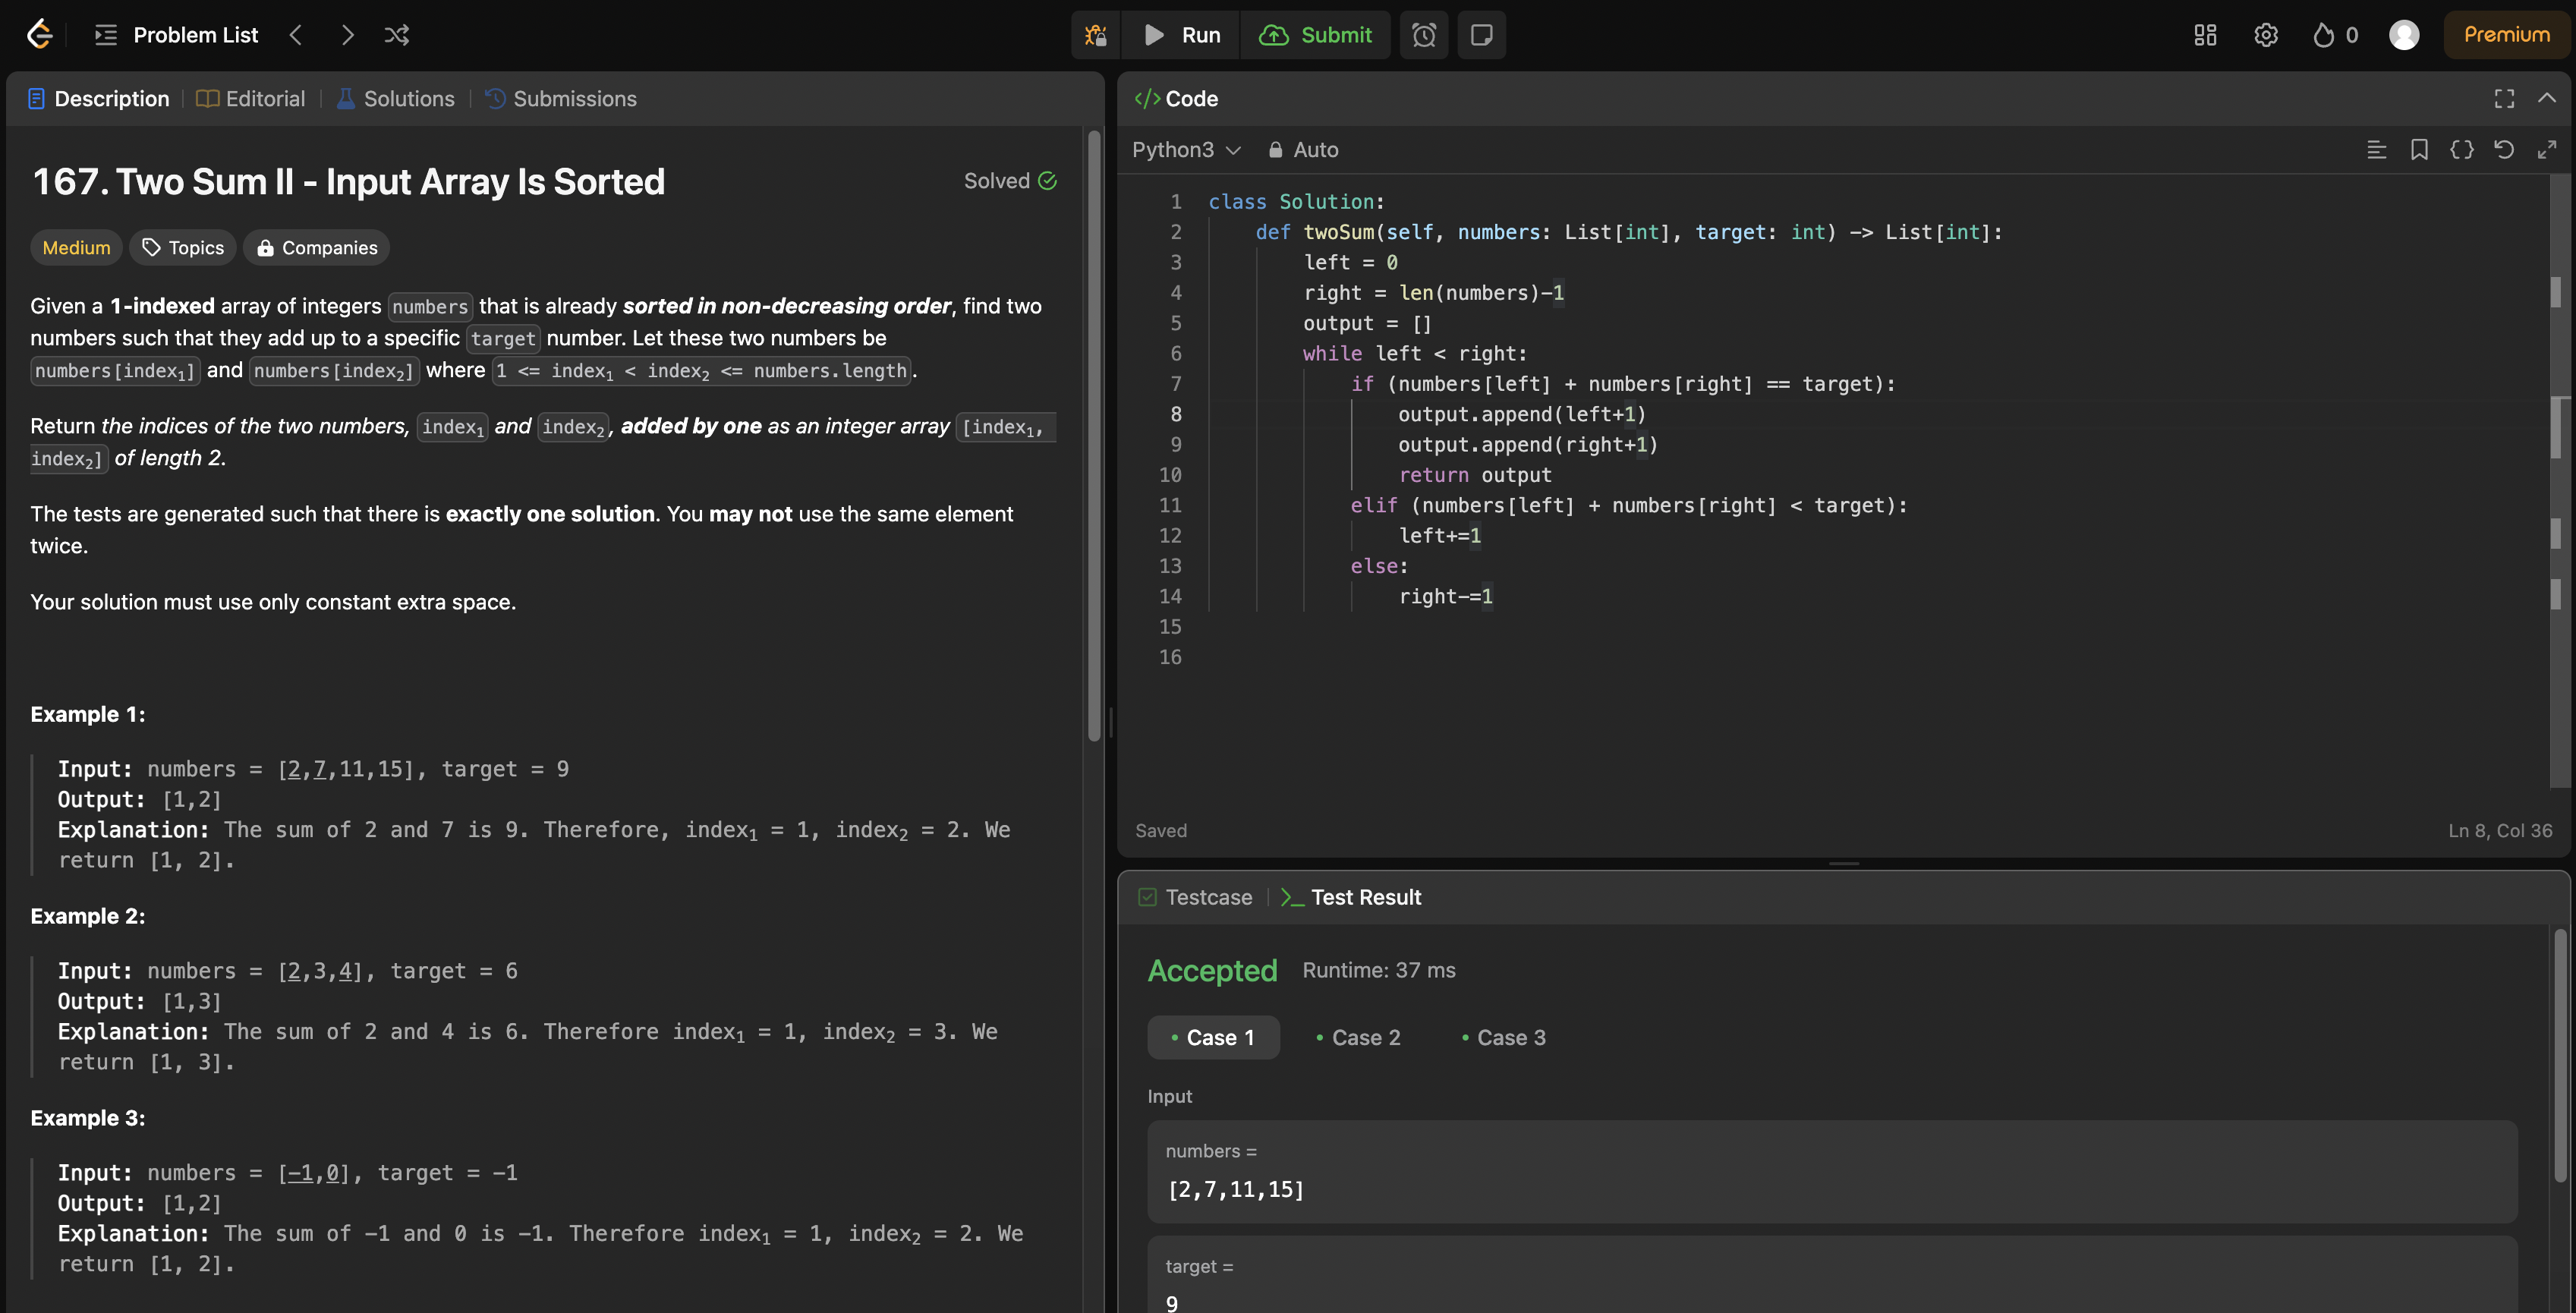 Problem List
Run
Submit
0
Premium
Description
Editorial
Solutions
Submissions
167. Two Sum II - Input Array Is Sorted
Solved
Medium
Topics
Companies
Given a 1-indexed array of integers numbers that is already sorted in non-decreasing order, find two
numbers such that they add up to a specific target number. Let these two numbers be
numbers[index₁] and numbers[index₂] where 1 <= index₁ < index₂ <= numbers.length.
Return the indices of the two numbers, index₁ and index₂, added by one as an integer array [index₁,
index₂] of length 2.
The tests are generated such that there is exactly one solution. You may not use the same element
twice.
Your solution must use only constant extra space.
Example 1:
Input: numbers = [2,7,11,15], target = 9
Output: [1,2]
Explanation: The sum of 2 and 7 is 9. Therefore, index₁ = 1, index₂ = 2. We
return [1, 2].
Example 2:
Input: numbers = [2,3,4], target = 6
Output: [1,3]
Explanation: The sum of 2 and 4 is 6. Therefore index₁ = 1, index₂ = 3. We
return [1, 3].
Example 3:
Input: numbers = [-1,0], target = -1
Output: [1,2]
Explanation: The sum of -1 and 0 is -1. Therefore index₁ = 1, index₂ = 2. We
return [1, 2].
</> Code
Python3
Auto
1 class Solution:
2     def twoSum(self, numbers: List[int], target: int) -> List[int]:
3         left = 0
4         right = len(numbers)-1
5         output = []
6         while left < right:
7             if (numbers[left] + numbers[right] == target):
8                 output.append(left+1)
9                 output.append(right+1)
10                 return output
11             elif (numbers[left] + numbers[right] < target):
12                 left+=1
13             else:
14                 right-=1
15
16
Saved
Ln 8, Col 36
Testcase
Test Result
Accepted
Runtime: 37 ms
• Case 1
• Case 2
• Case 3
Input
numbers =
[2,7,11,15]
target =
9